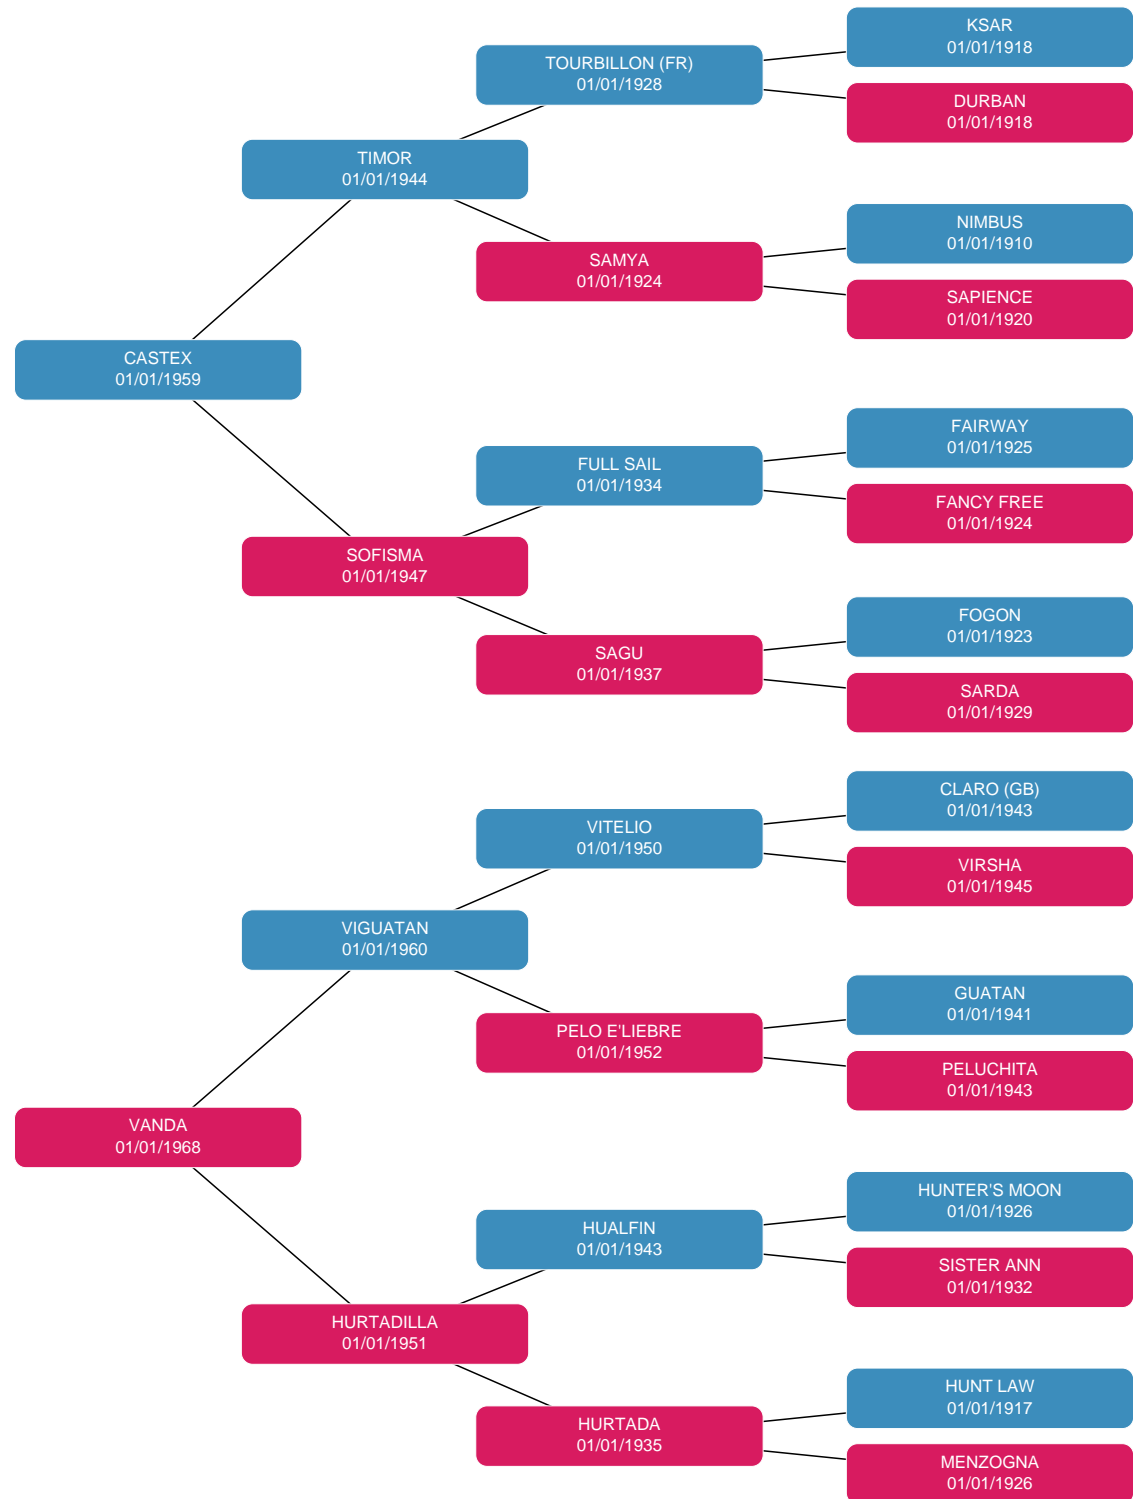 KSAR
01/01/1918
TOURBILLON (FR)
01/01/1928
DURBAN
01/01/1918
TIMOR
01/01/1944
NIMBUS
01/01/1910
SAMYA
01/01/1924
SAPIENCE
01/01/1920
CASTEX
01/01/1959
FAIRWAY
01/01/1925
FULL SAIL
01/01/1934
FANCY FREE
01/01/1924
SOFISMA
01/01/1947
FOGON
01/01/1923
SAGU
01/01/1937
SARDA
01/01/1929
CLARO (GB)
01/01/1943
VITELIO
01/01/1950
VIRSHA
01/01/1945
VIGUATAN
01/01/1960
GUATAN
01/01/1941
PELO E'LIEBRE
01/01/1952
PELUCHITA
01/01/1943
VANDA
01/01/1968
HUNTER'S MOON
01/01/1926
HUALFIN
01/01/1943
SISTER ANN
01/01/1932
HURTADILLA
01/01/1951
HUNT LAW
01/01/1917
HURTADA
01/01/1935
MENZOGNA
01/01/1926